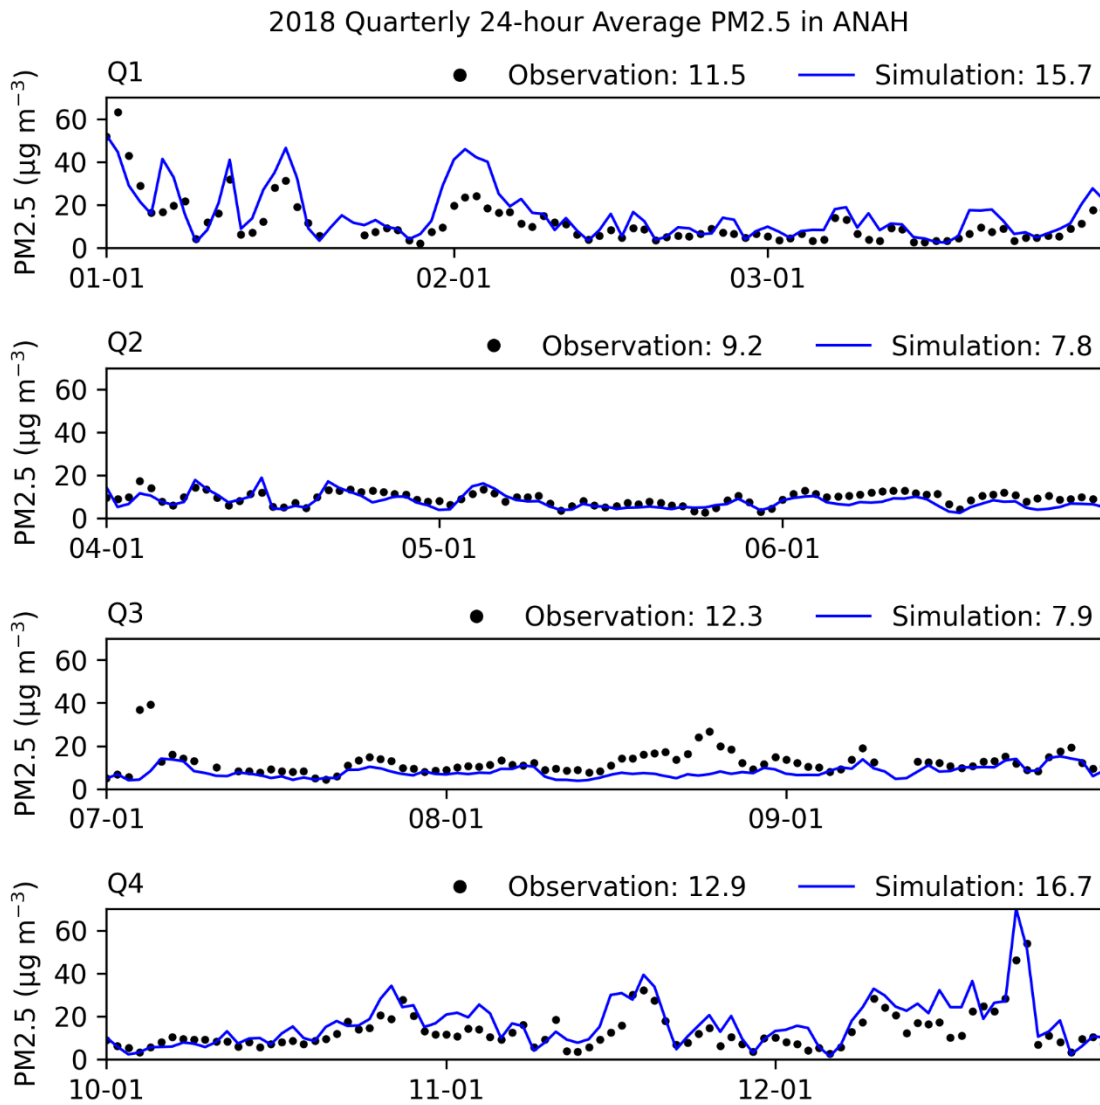 2018 Quarterly 24-hour Average PM2.5 in ANAH
Q1
Observation: 11.5
Simulation: 15.7
PM2.5 (μg m⁻³)
60
40
20
0
01-01
02-01
03-01
Q2
Observation: 9.2
Simulation: 7.8
PM2.5 (μg m⁻³)
60
40
20
0
04-01
05-01
06-01
Q3
Observation: 12.3
Simulation: 7.9
PM2.5 (μg m⁻³)
60
40
20
0
07-01
08-01
09-01
Q4
Observation: 12.9
Simulation: 16.7
PM2.5 (μg m⁻³)
60
40
20
0
10-01
11-01
12-01